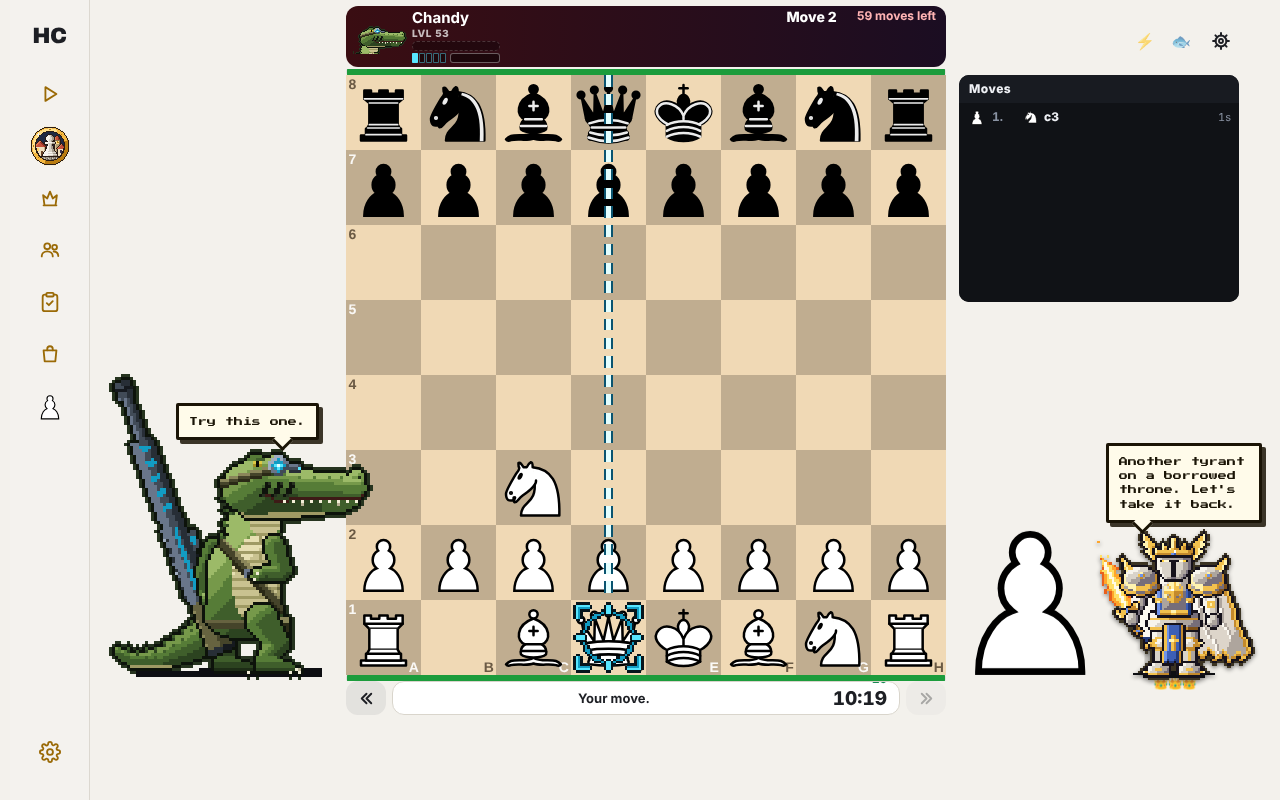 HC
Chandy
LVL 53
Move 2
59 moves left
Moves
1. c3 1s
8
7
6
5
4
3
2
1
A B C E F G H
Try this one.
Another tyrant
on a borrowed
throne. Let's
take it back.
Your move.
10:19